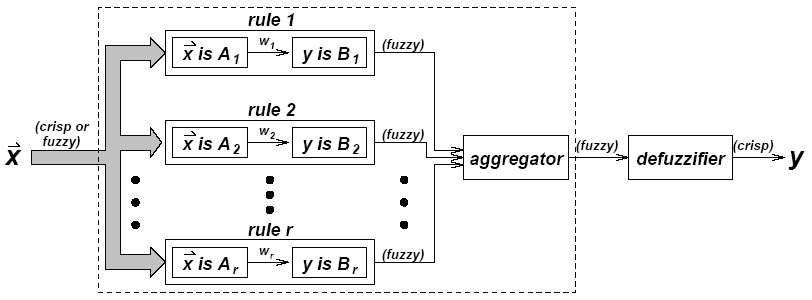 rule 1
x is A1 w1 y is B1 (fuzzy)
(crisp or
fuzzy)
x
rule 2
x is A2 w2 y is B2 (fuzzy)
aggregator (fuzzy) defuzzifier (crisp) y
rule r
x is Ar wr y is Br (fuzzy)